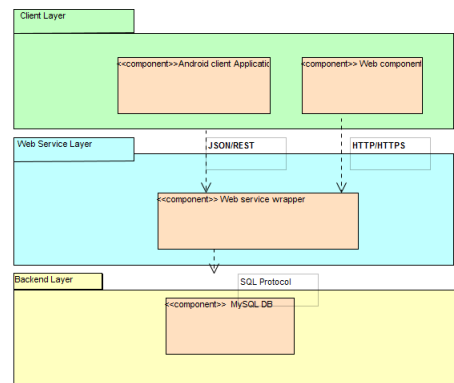 Client Layer
<<component>>Android client Applicatio
<<component>> Web component
Web Service Layer
JSON/REST
HTTP/HTTPS
<<component>> Web service wrapper
Backend Layer
SQL Protocol
<<component>> MySQL DB